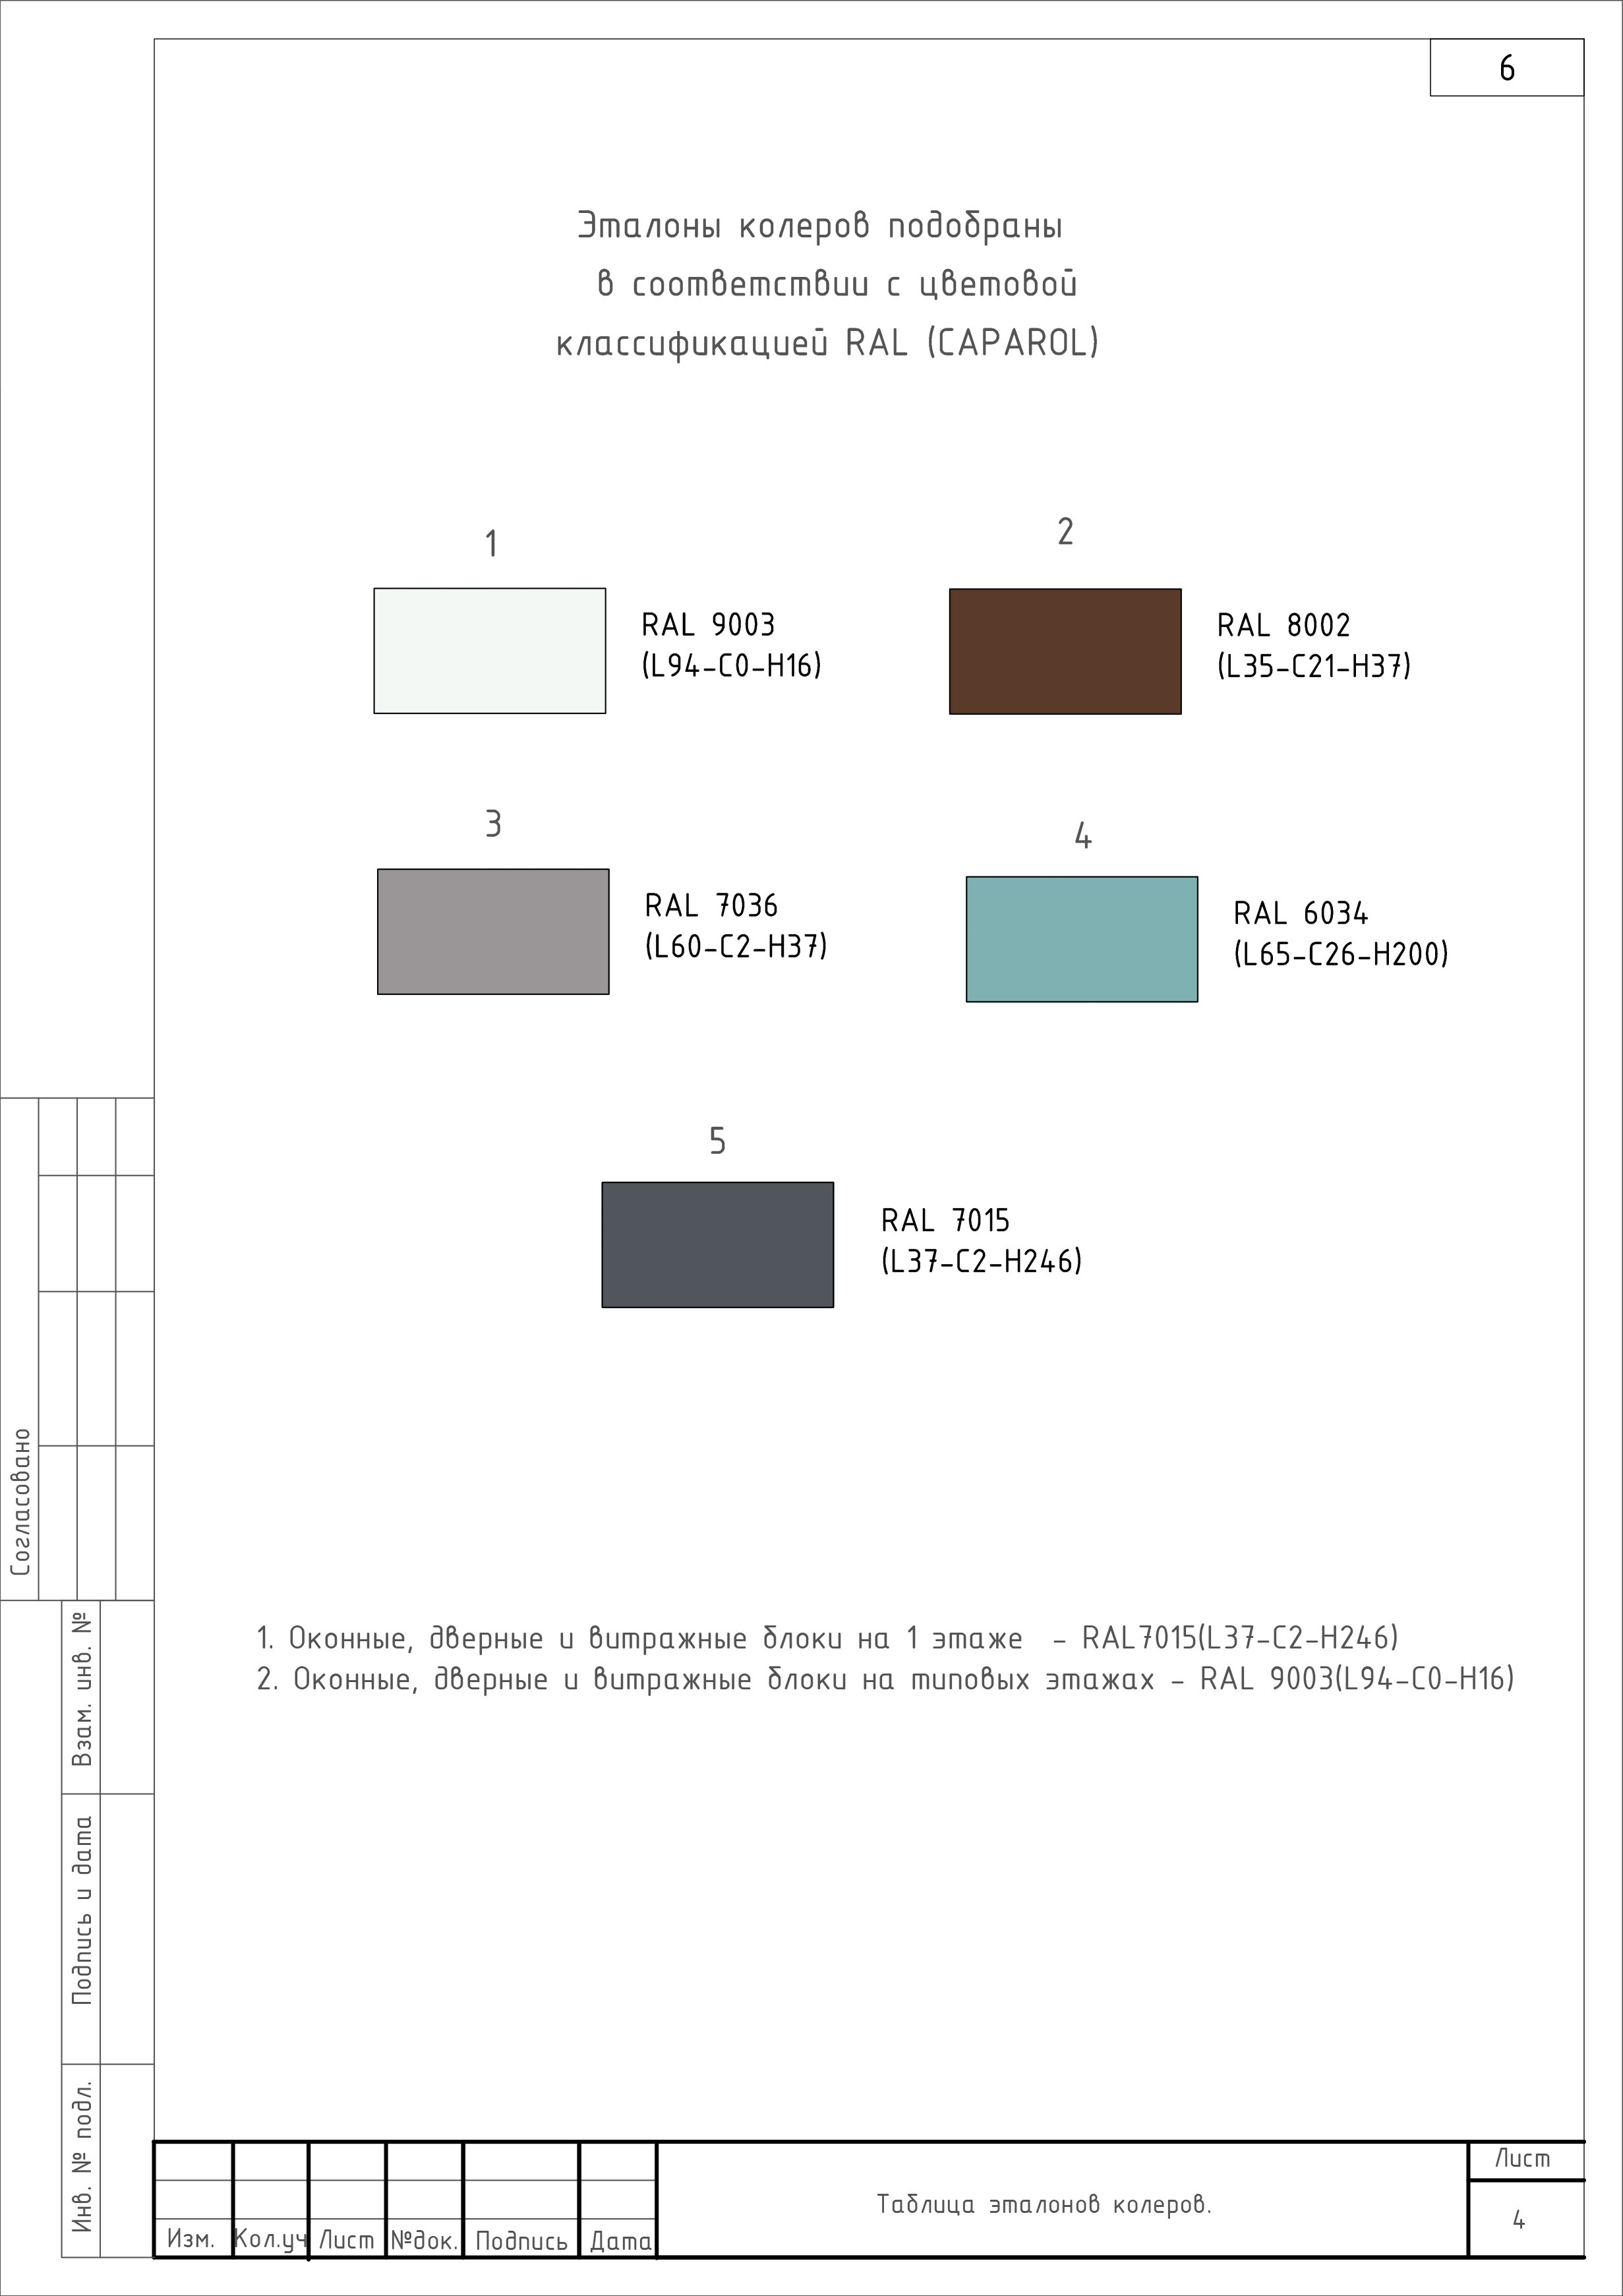 6
Эталоны колеров подобраны
в соответствии с цветовой
классификацией RAL (CAPAROL)
1
2
RAL 9003
(L94-C0-H16)
RAL 8002
(L35-C21-H37)
3
4
RAL 7036
(L60-C2-H37)
RAL 6034
(L65-C26-H200)
5
RAL 7015
(L37-C2-H246)
1. Оконные, дверные и витражные блоки на 1 этаже - RAL7015(L37-C2-H246)
2. Оконные, дверные и витражные блоки на типовых этажах - RAL 9003(L94-C0-H16)
Согласовано
Взам. инв. №
Подпись и дата
Инв. № подл.
Изм. Кол.уч Лист №док. Подпись Дата
Таблица эталонов колеров.
Лист
4